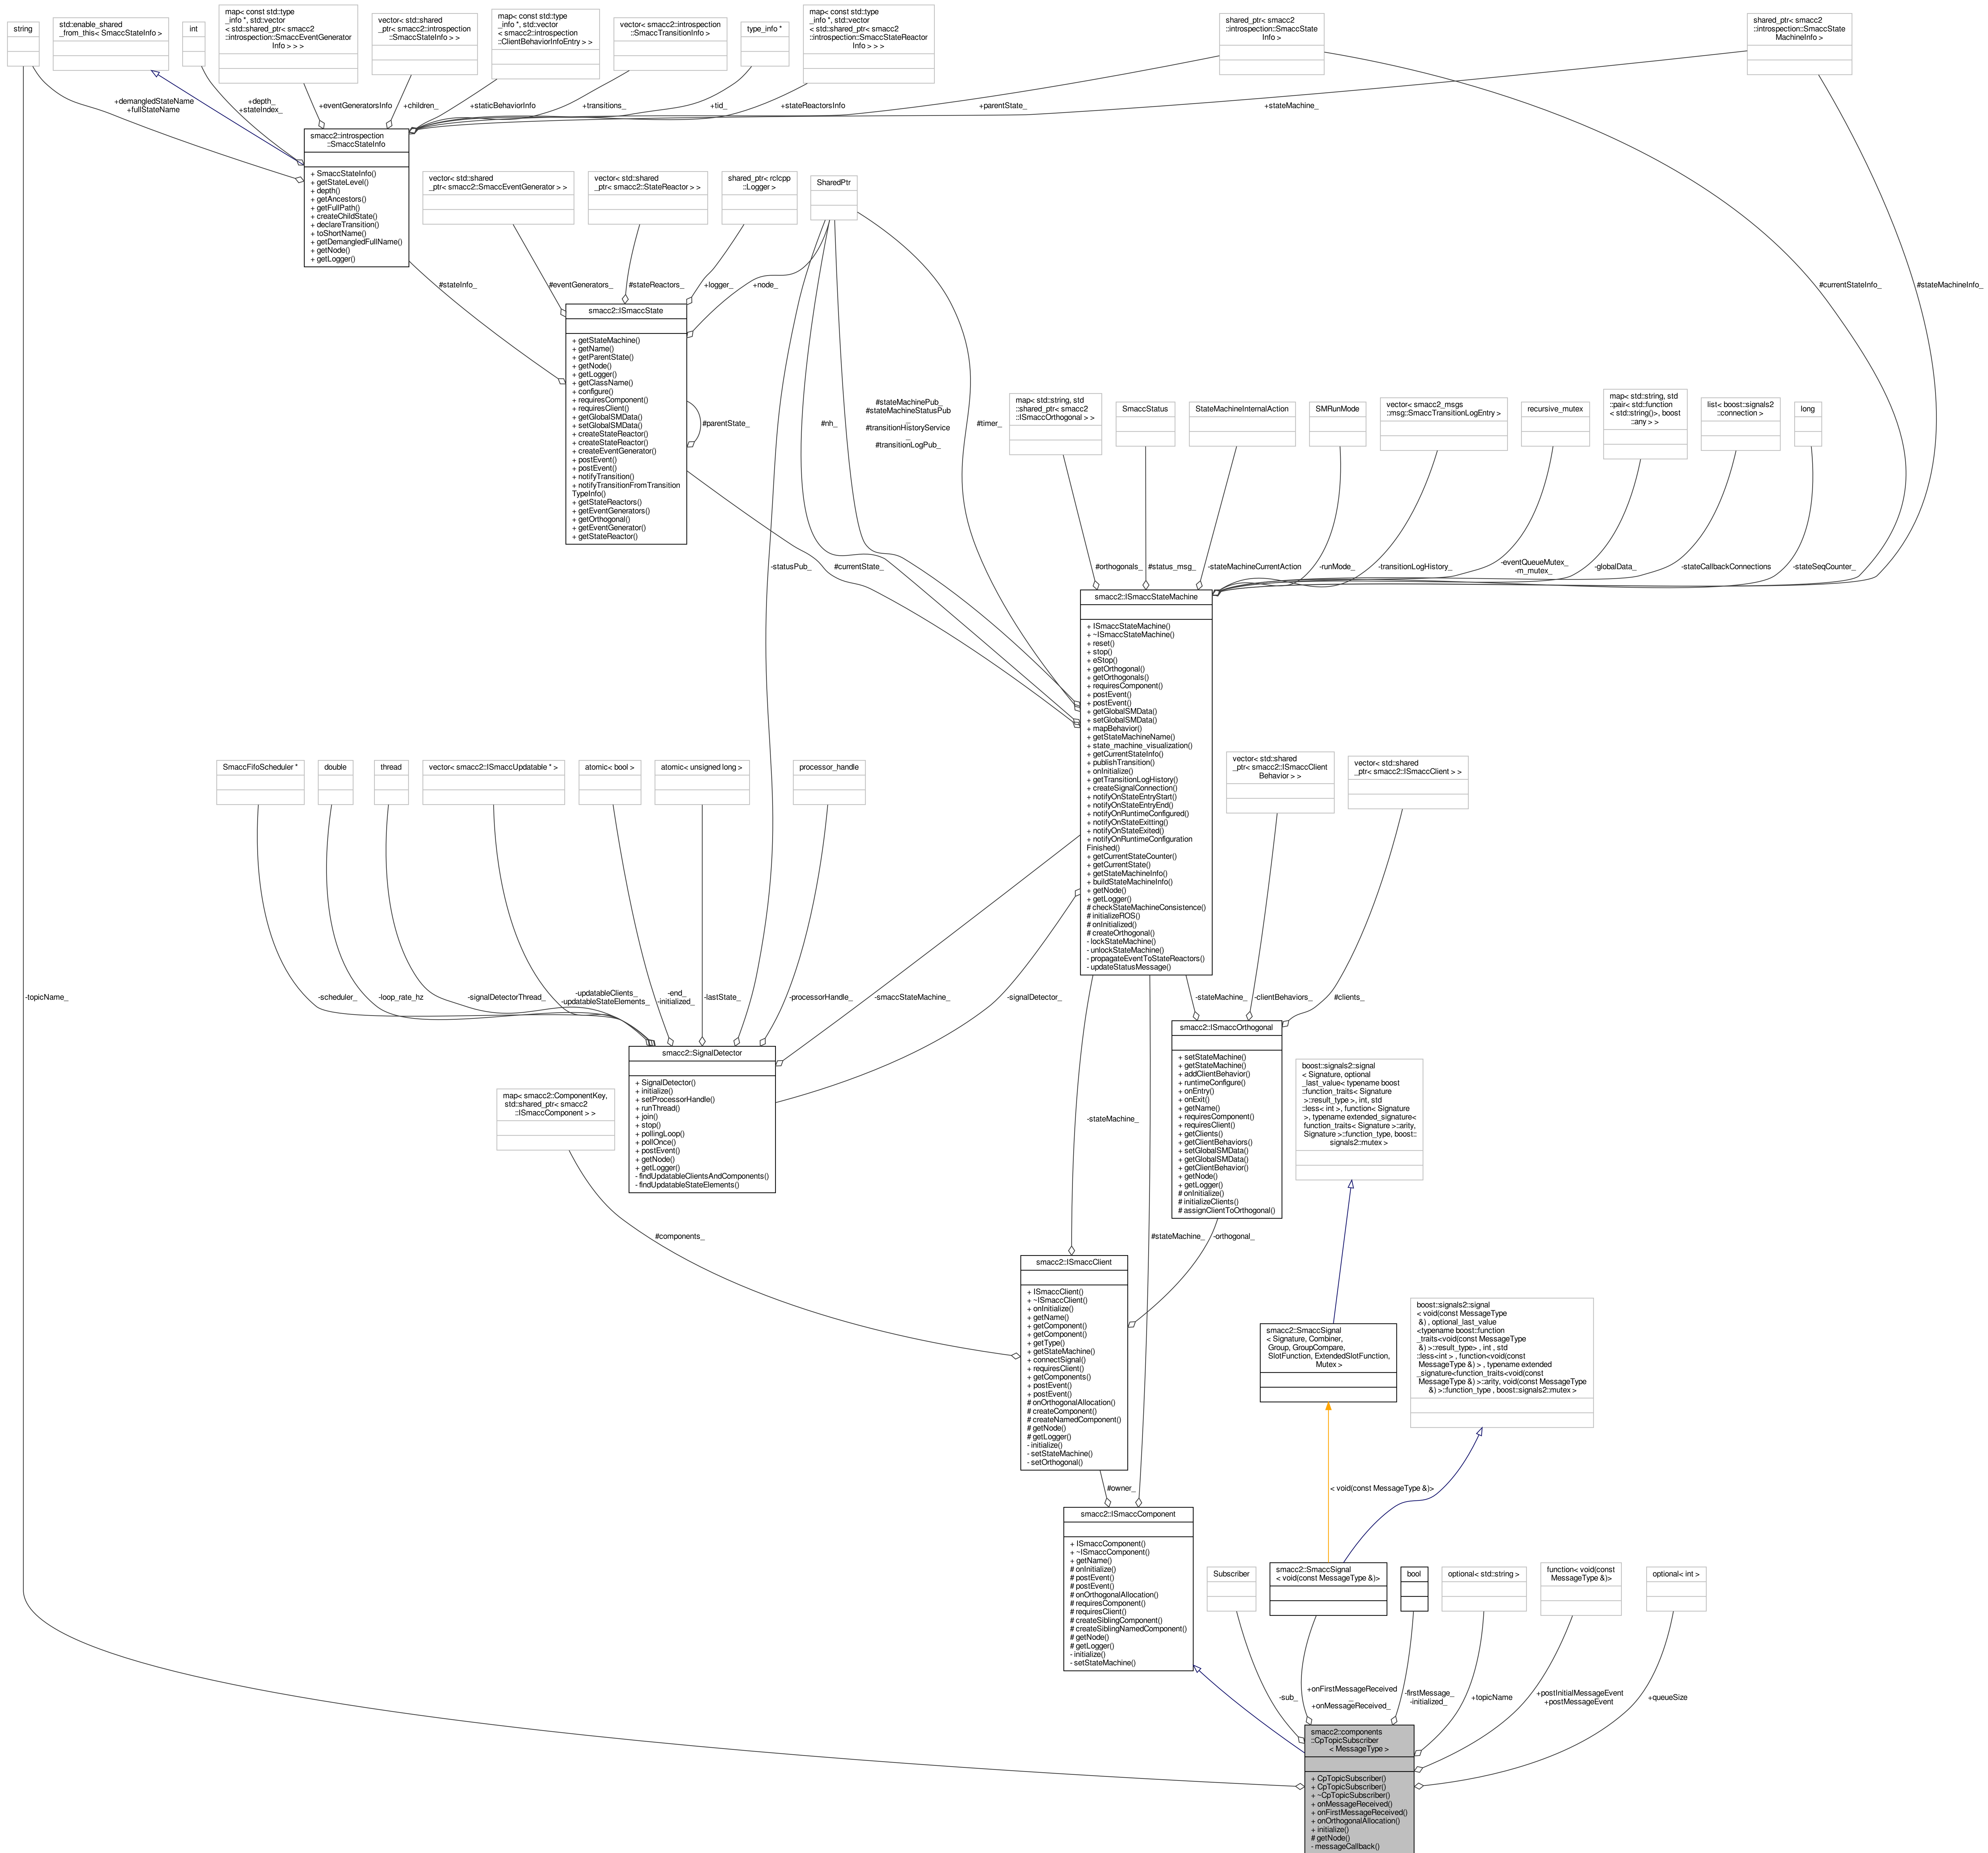 string
std::enable_shared
_from_this< SmaccStateInfo >
int
map< const std::type
_info *, std::vector
< std::shared_ptr< smacc2
::introspection::SmaccEventGenerator
Info > > >
vector< std::shared
_ptr< smacc2::introspection
::SmaccStateInfo > >
map< const std::type
_info *, std::vector
< smacc2::introspection
::ClientBehaviorInfoEntry > >
vector< smacc2::introspection
::SmaccTransitionInfo >
type_info *
map< const std::type
_info *, std::vector
< std::shared_ptr< smacc2
::introspection::SmaccStateReactor
Info > > >
shared_ptr< smacc2
::introspection::SmaccState
Info >
shared_ptr< smacc2
::introspection::SmaccState
MachineInfo >
+demangledStateName
+fullStateName
+depth_
+stateIndex_
+eventGeneratorsInfo
+children_
+staticBehaviorInfo
+transitions_
+tid_
+stateReactorsInfo
+parentState_
+stateMachine_
smacc2::introspection
::SmaccStateInfo
+ SmaccStateInfo()
+ getStateLevel()
+ depth()
+ getAncestors()
+ getFullPath()
+ createChildState()
+ declareTransition()
+ toShortName()
+ getDemangledFullName()
+ getNode()
+ getLogger()
vector< std::shared
_ptr< smacc2::SmaccEventGenerator > >
vector< std::shared
_ptr< smacc2::StateReactor > >
shared_ptr< rclcpp
::Logger >
SharedPtr
#stateInfo_
#eventGenerators_
#stateReactors_
+logger_
+node_
#currentStateInfo_
#stateMachineInfo_
smacc2::ISmaccState
+ getStateMachine()
+ getName()
+ getParentState()
+ getNode()
+ getLogger()
+ getClassName()
+ configure()
+ requiresComponent()
+ requiresClient()
+ getGlobalSMData()
+ setGlobalSMData()
+ createStateReactor()
+ createStateReactor()
+ createEventGenerator()
+ postEvent()
+ postEvent()
+ notifyTransition()
+ notifyTransitionFromTransition
TypeInfo()
+ getStateReactors()
+ getEventGenerators()
+ getOrthogonal()
+ getEventGenerator()
+ getStateReactor()
#parentState_
#nh_
#stateMachinePub_
#stateMachineStatusPub
_
#transitionHistoryService
_
#transitionLogPub_
#timer_
map< std::string, std
::shared_ptr< smacc2
::ISmaccOrthogonal > >
SmaccStatus
StateMachineInternalAction
SMRunMode
vector< smacc2_msgs
::msg::SmaccTransitionLogEntry >
recursive_mutex
map< std::string, std
::pair< std::function
< std::string()>, boost
::any > >
list< boost::signals2
::connection >
long
-statusPub_
#currentState_
#orthogonals_
#status_msg_
-stateMachineCurrentAction
-runMode_
-transitionLogHistory_
-eventQueueMutex_
-m_mutex_
-globalData_
-stateCallbackConnections
-stateSeqCounter_
smacc2::ISmaccStateMachine
+ ISmaccStateMachine()
+ ~ISmaccStateMachine()
+ reset()
+ stop()
+ eStop()
+ getOrthogonal()
+ getOrthogonals()
+ requiresComponent()
+ postEvent()
+ postEvent()
+ getGlobalSMData()
+ setGlobalSMData()
+ mapBehavior()
+ getStateMachineName()
+ state_machine_visualization()
+ getCurrentStateInfo()
+ publishTransition()
+ onInitialize()
+ getTransitionLogHistory()
+ createSignalConnection()
+ notifyOnStateEntryStart()
+ notifyOnStateEntryEnd()
+ notifyOnRuntimeConfigured()
+ notifyOnStateExitting()
+ notifyOnStateExited()
+ notifyOnRuntimeConfiguration
Finished()
+ getCurrentStateCounter()
+ getCurrentState()
+ getStateMachineInfo()
+ buildStateMachineInfo()
+ getNode()
+ getLogger()
# checkStateMachineConsistence()
# initializeROS()
# onInitialized()
# createOrthogonal()
- lockStateMachine()
- unlockStateMachine()
- propagateEventToStateReactors()
- updateStatusMessage()
SmaccFifoScheduler *
double
thread
vector< smacc2::ISmaccUpdatable * >
atomic< bool >
atomic< unsigned long >
processor_handle
vector< std::shared
_ptr< smacc2::ISmaccClient
Behavior > >
vector< std::shared
_ptr< smacc2::ISmaccClient > >
-topicName_
-scheduler_
-loop_rate_hz
-signalDetectorThread_
-updatableClients_
-updatableStateElements_
-end_
-initialized_
-lastState_
-processorHandle_
-smaccStateMachine_
-signalDetector_
-stateMachine_
-clientBehaviors_
#clients_
smacc2::SignalDetector
+ SignalDetector()
+ initialize()
+ setProcessorHandle()
+ runThread()
+ join()
+ stop()
+ pollingLoop()
+ pollOnce()
+ postEvent()
+ getNode()
+ getLogger()
- findUpdatableClientsAndComponents()
- findUpdatableStateElements()
smacc2::ISmaccOrthogonal
+ setStateMachine()
+ getStateMachine()
+ addClientBehavior()
+ runtimeConfigure()
+ onEntry()
+ onExit()
+ getName()
+ requiresComponent()
+ requiresClient()
+ getClients()
+ getClientBehaviors()
+ setGlobalSMData()
+ getGlobalSMData()
+ getClientBehavior()
+ getNode()
+ getLogger()
# onInitialize()
# initializeClients()
# assignClientToOrthogonal()
map< smacc2::ComponentKey,
std::shared_ptr< smacc2
::ISmaccComponent > >
boost::signals2::signal
< Signature, optional
_last_value< typename boost
::function_traits< Signature
>::result_type >, int, std
::less< int >, function< Signature
>, typename extended_signature<
function_traits< Signature >::arity,
Signature >::function_type, boost::
signals2::mutex >
-stateMachine_
#components_
#stateMachine_
-orthogonal_
smacc2::ISmaccClient
+ ISmaccClient()
+ ~ISmaccClient()
+ onInitialize()
+ getName()
+ getComponent()
+ getComponent()
+ getType()
+ getStateMachine()
+ connectSignal()
+ requiresClient()
+ getComponents()
+ postEvent()
+ postEvent()
# onOrthogonalAllocation()
# createComponent()
# createNamedComponent()
# getNode()
# getLogger()
- initialize()
- setStateMachine()
- setOrthogonal()
smacc2::SmaccSignal
< Signature, Combiner,
Group, GroupCompare,
SlotFunction, ExtendedSlotFunction,
Mutex >
boost::signals2::signal
< void(const MessageType
&) , optional_last_value
<typename boost::function
_traits<void(const MessageType
&) >::result_type> , int , std
::less<int > , function<void(const
MessageType &) > , typename extended
_signature<function_traits<void(const
MessageType &) >::arity, void(const MessageType
&) >::function_type , boost::signals2::mutex >
#owner_
< void(const MessageType &)>
smacc2::ISmaccComponent
+ ISmaccComponent()
+ ~ISmaccComponent()
+ getName()
# onInitialize()
# postEvent()
# postEvent()
# onOrthogonalAllocation()
# requiresComponent()
# requiresClient()
# createSiblingComponent()
# createSiblingNamedComponent()
# getNode()
# getLogger()
- initialize()
- setStateMachine()
Subscriber
smacc2::SmaccSignal
< void(const MessageType &)>
bool
optional< std::string >
function< void(const
MessageType &)>
optional< int >
-sub_
+onFirstMessageReceived
_
+onMessageReceived_
-firstMessage_
-initialized_
+topicName
+postInitialMessageEvent
+postMessageEvent
+queueSize
smacc2::components
::CpTopicSubscriber
< MessageType >
+ CpTopicSubscriber()
+ CpTopicSubscriber()
+ ~CpTopicSubscriber()
+ onMessageReceived()
+ onFirstMessageReceived()
+ onOrthogonalAllocation()
+ initialize()
# getNode()
- messageCallback()